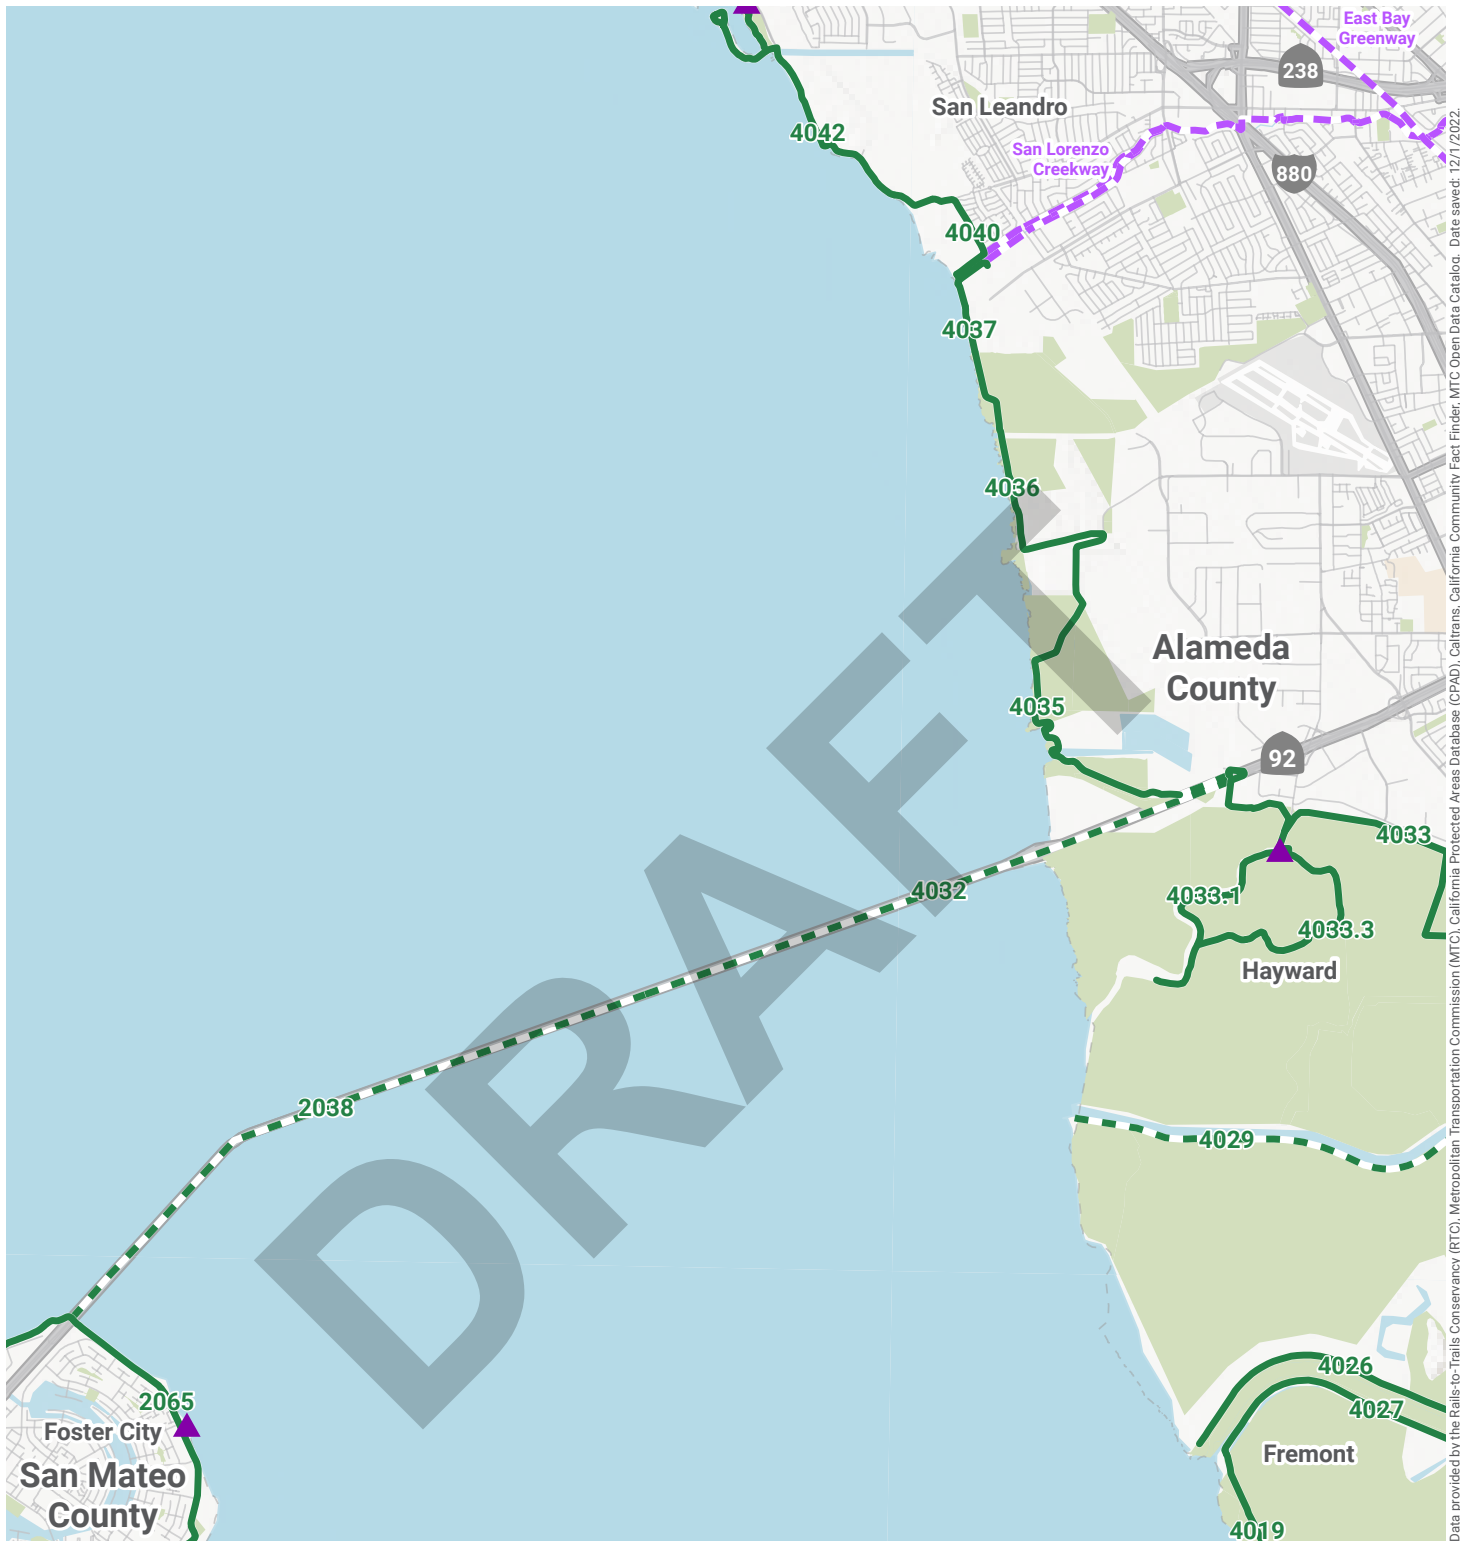 East Bay
Greenway
238
San Leandro
4042
San Lorenzo
Creekway
880
4040
4037
4036
Alameda
County
4035
92
4033
4032
4033.1
4033.3
Hayward
2038
4029
4026
2065
4027
Foster City
Fremont
San Mateo
County
4019
DRAFT
Data provided by the Rails-to-Trails Conservancy (RTC), Metropolitan Transportation Commission (MTC), California Protected Areas Database (CPAD), Caltrans, California Community Fact Finder, MTC Open Data Catalog. Date saved: 12/1/2022.